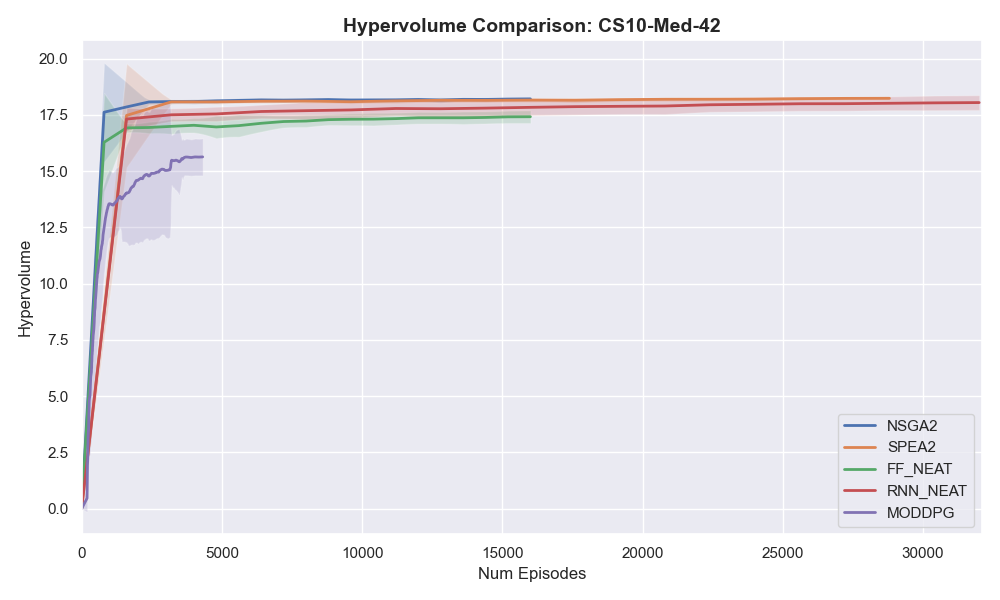 Hypervolume Comparison: CS10-Med-42
Hypervolume
20.0
17.5
15.0
12.5
10.0
7.5
5.0
2.5
0.0
0 5000 10000 15000 20000 25000 30000
Num Episodes
NSGA2
SPEA2
FF_NEAT
RNN_NEAT
MODDPG